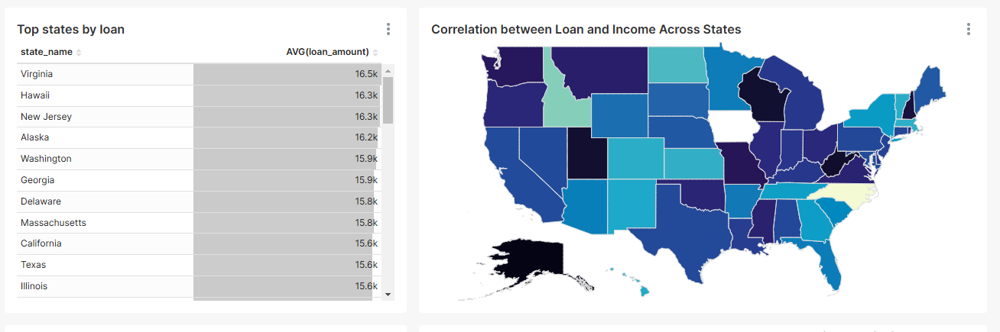 Top states by loan
state_name AVG(loan_amount)
Virginia 16.5k
Hawaii 16.3k
New Jersey 16.3k
Alaska 16.2k
Washington 15.9k
Georgia 15.9k
Delaware 15.8k
Massachusetts 15.8k
California 15.6k
Texas 15.6k
Illinois 15.6k
Correlation between Loan and Income Across States